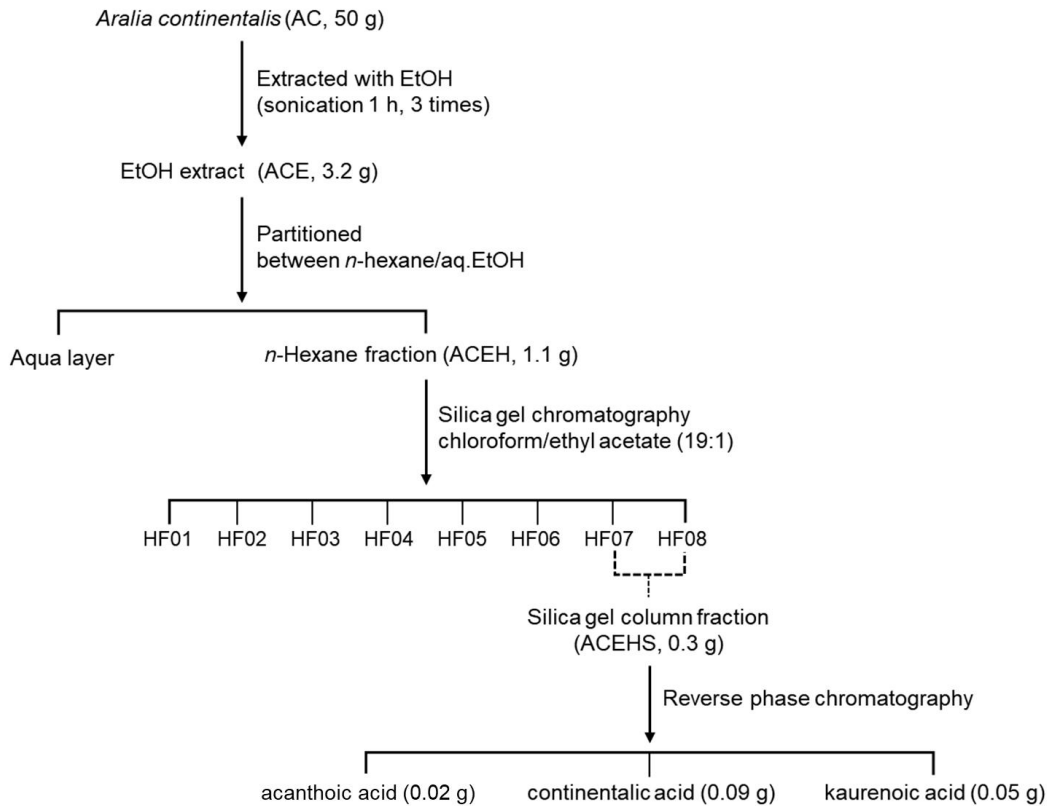 Aralia continentalis (AC, 50 g)
Extracted with EtOH
(sonication 1 h, 3 times)
EtOH extract (ACE, 3.2 g)
Partitioned
between n-hexane/aq.EtOH
Aqua layer
n-Hexane fraction (ACEH, 1.1 g)
Silica gel chromatography
chloroform/ethyl acetate (19:1)
HF01 HF02 HF03 HF04 HF05 HF06 HF07 HF08
Silica gel column fraction
(ACEHS, 0.3 g)
Reverse phase chromatography
acanthoic acid (0.02 g) continentalic acid (0.09 g) kaurenoic acid (0.05 g)